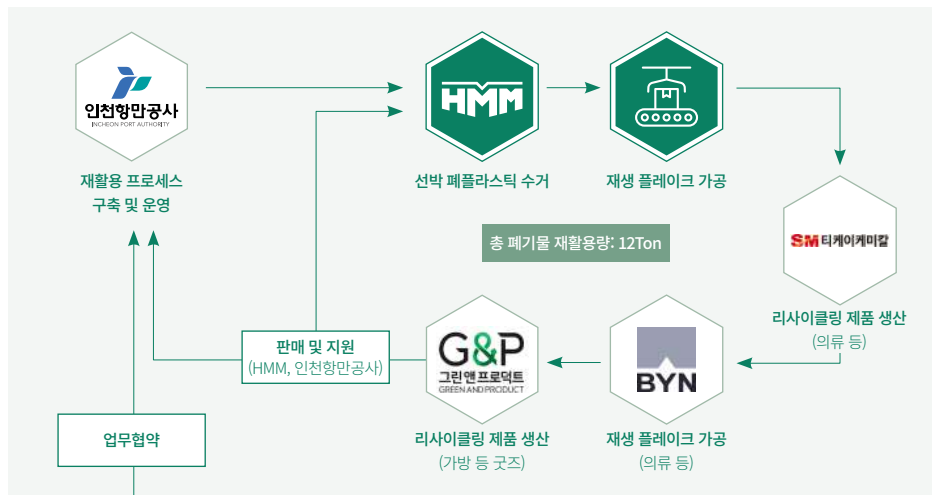 인천항만공사
INCHEON PORT AUTHORITY
재활용 프로세스
구축 및 운영
HMM
선박 폐플라스틱 수거
재생 플레이크 가공
SM티케이케미칼
리사이클링 제품 생산
(의류 등)
총 폐기물 재활용량: 12Ton
판매 및 지원
(HMM, 인천항만공사)
G&P
그린앤프로덕트
GREEN AND PRODUCT
리사이클링 제품 생산
(가방 등 굿즈)
BYN
재생 플레이크 가공
(의류 등)
업무협약